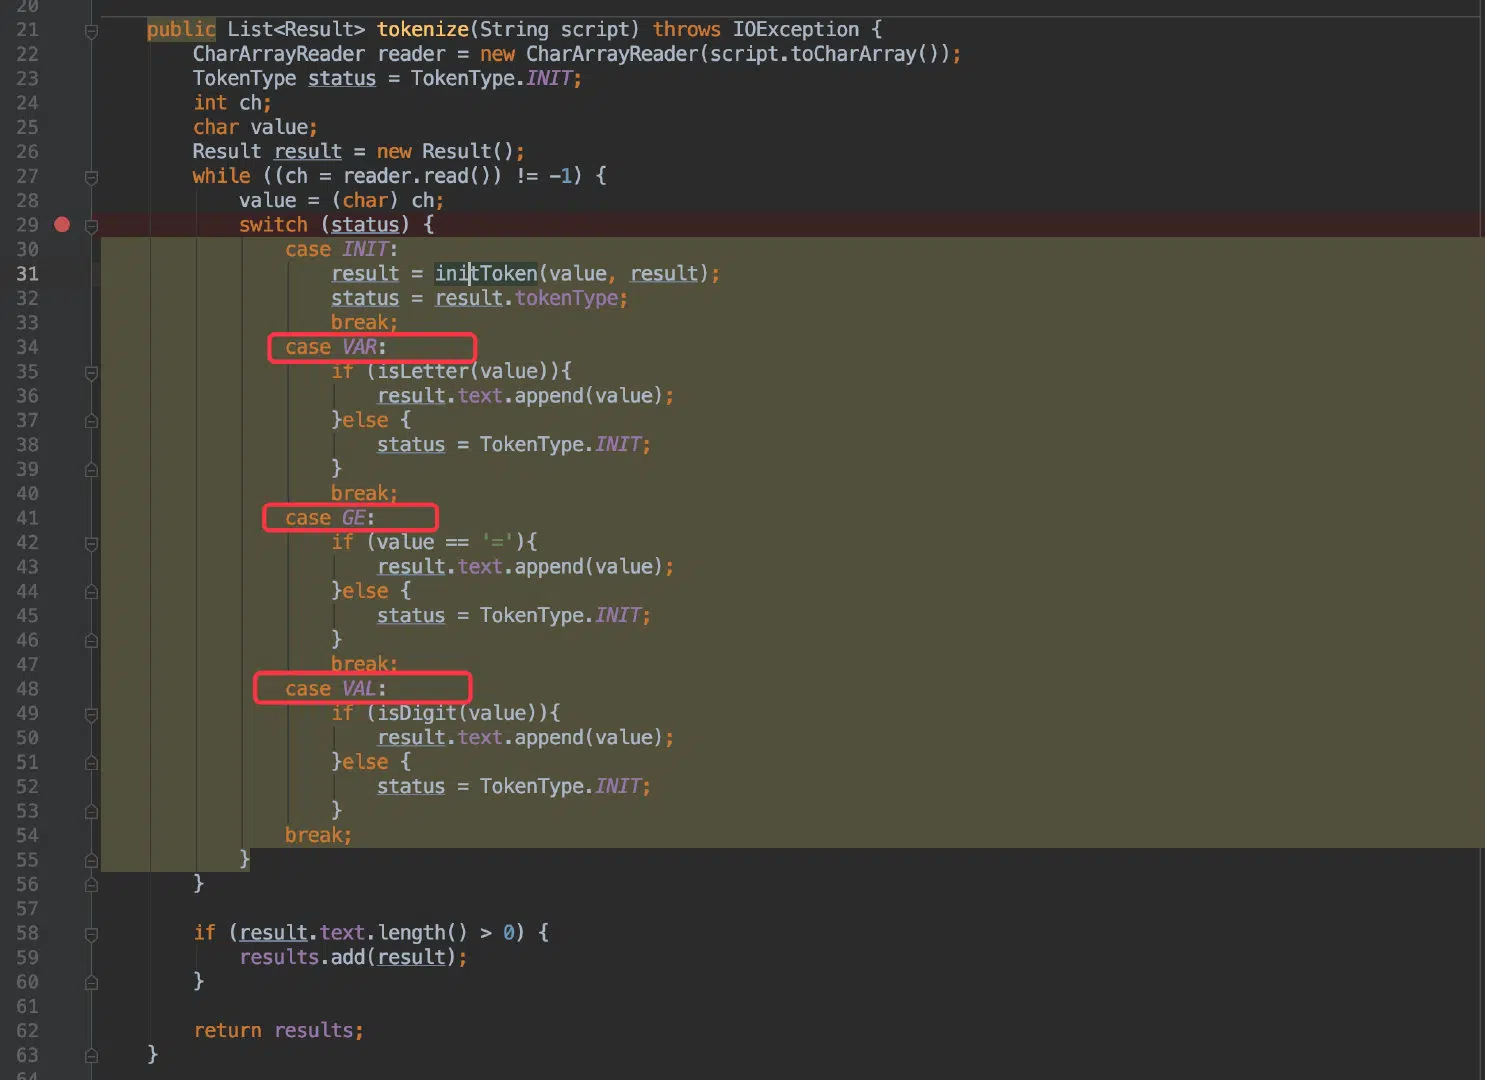 20
21 public List<Result> tokenize(String script) throws IOException {
22 CharArrayReader reader = new CharArrayReader(script.toCharArray());
23 TokenType status = TokenType.INIT;
24 int ch;
25 char value;
26 Result result = new Result();
27 while ((ch = reader.read()) != -1) {
28 value = (char) ch;
29 switch (status) {
30 case INIT:
31 result = initToken(value, result);
32 status = result.tokenType;
33 break;
34 case VAR:
35 if (isLetter(value)){
36 result.text.append(value);
37 }else {
38 status = TokenType.INIT;
39 }
40 break;
41 case GE:
42 if (value == '='){
43 result.text.append(value);
44 }else {
45 status = TokenType.INIT;
46 }
47 break;
48 case VAL:
49 if (isDigit(value)){
50 result.text.append(value);
51 }else {
52 status = TokenType.INIT;
53 }
54 break;
55 }
56 }
57
58 if (result.text.length() > 0) {
59 results.add(result);
60 }
61
62 return results;
63 }
64